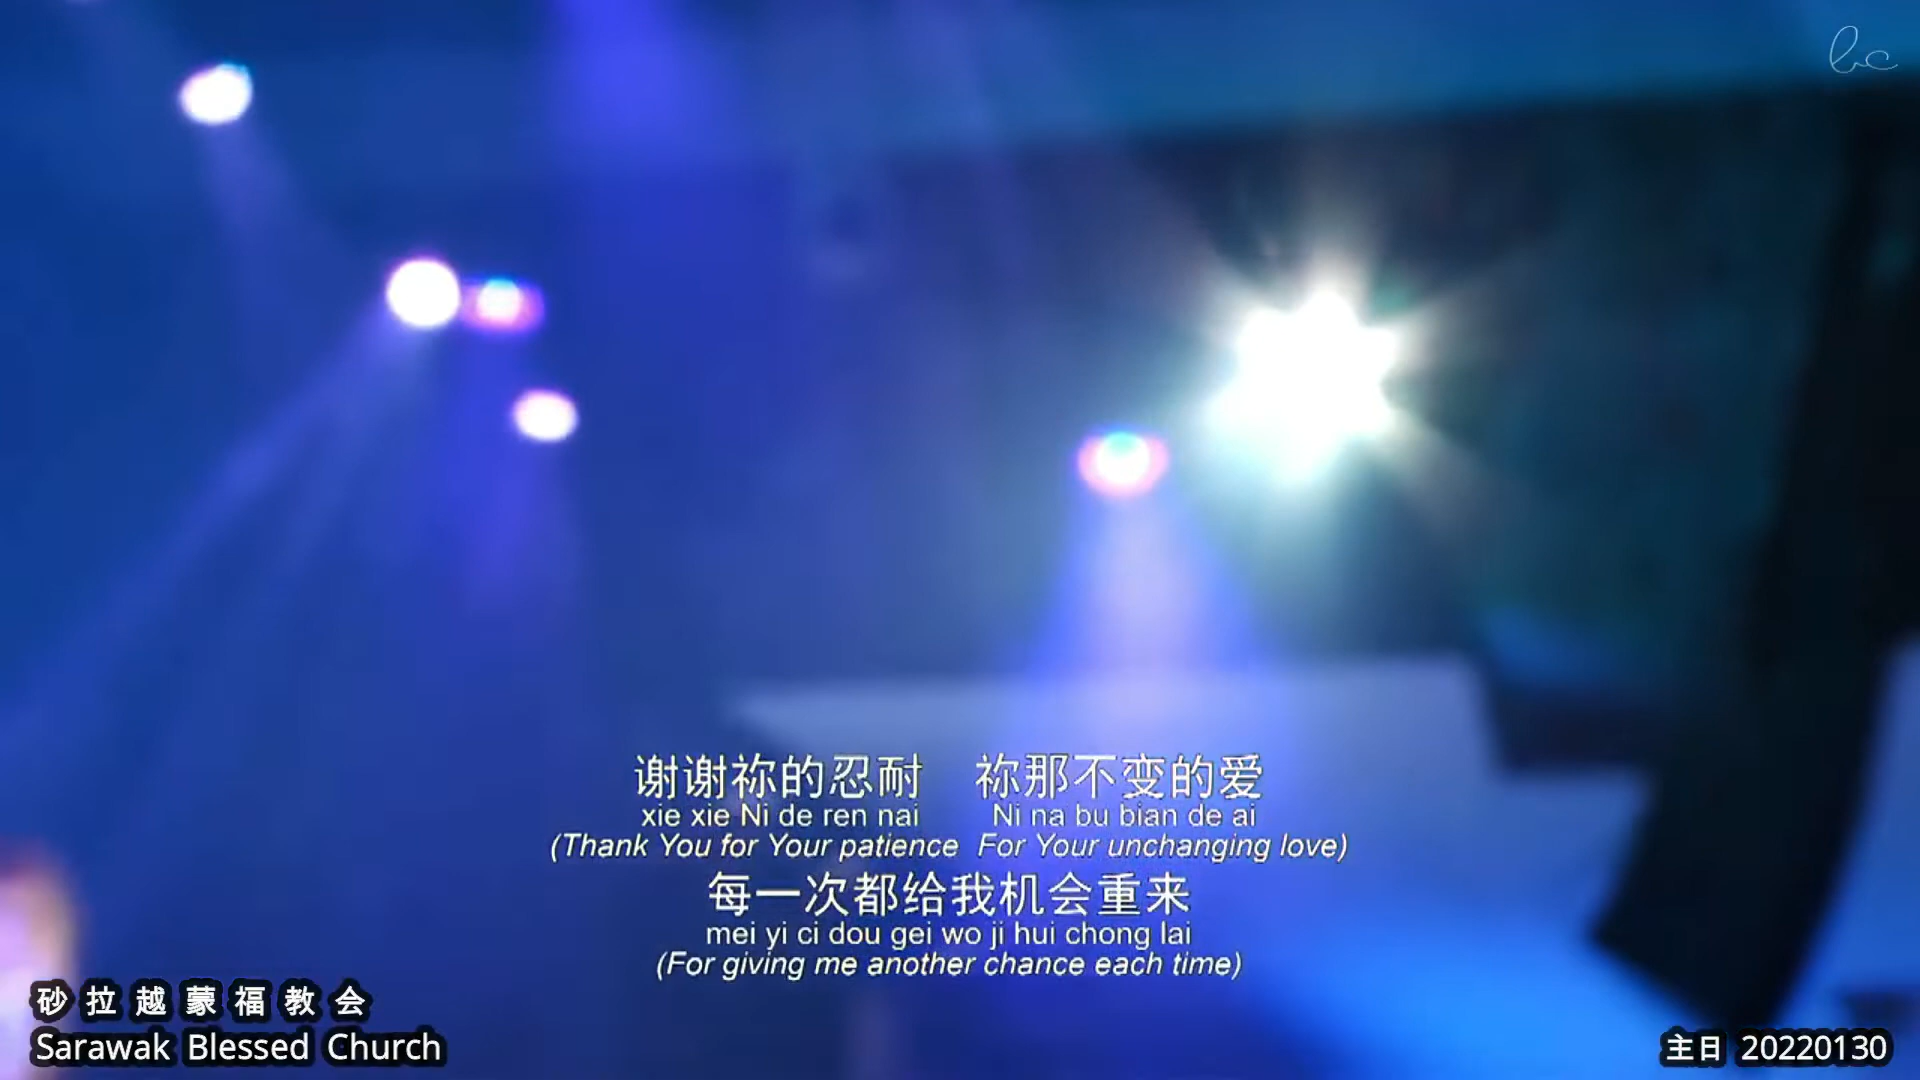 谢谢祢的忍耐 祢那不变的爱
xie xie Ni de ren nai Ni na bu bian de ai
(Thank You for Your patience For Your unchanging love)
每一次都给我机会重来
mei yi ci dou gei wo ji hui chong lai
(For giving me another chance each time)
砂拉越蒙福教会
Sarawak Blessed Church
主日 20220130